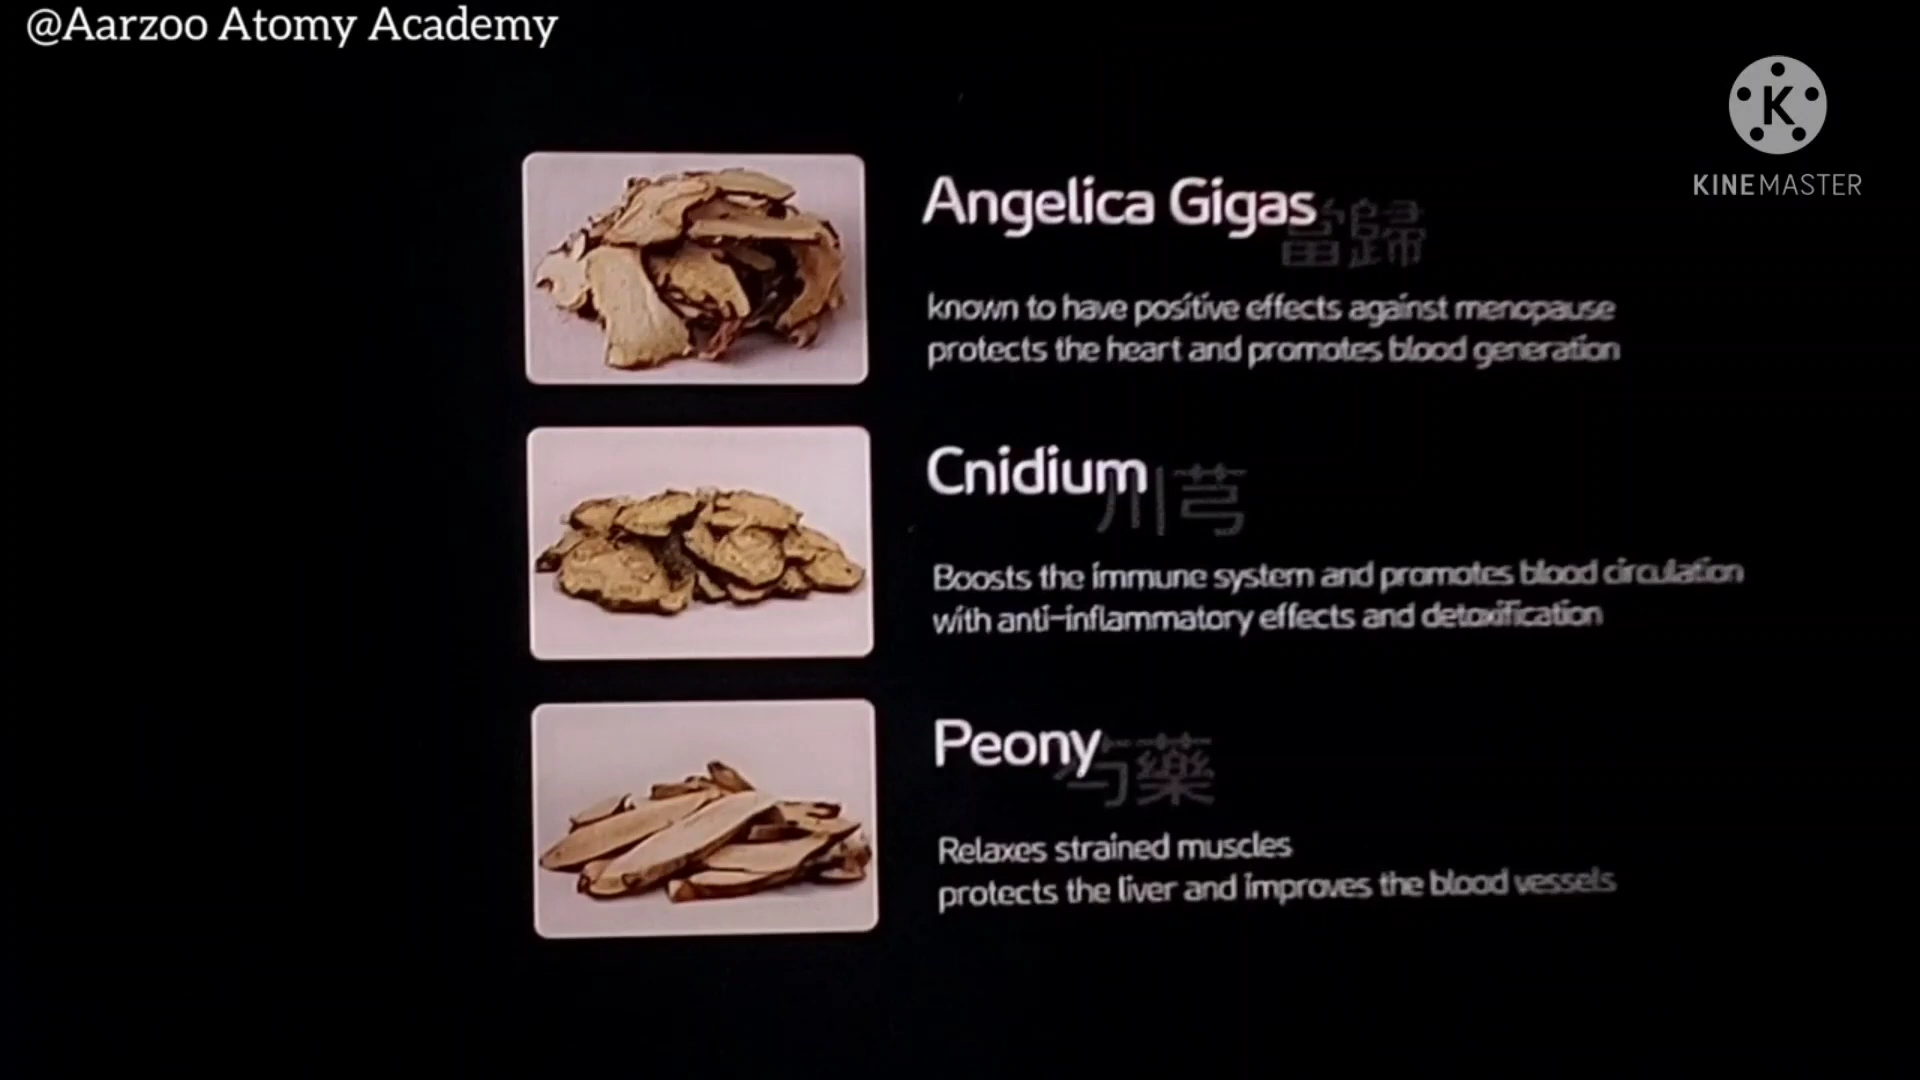 @Aarzoo Atomy Academy
K
KINEMASTER
Angelica Gigas
當歸
known to have positive effects against menopause
protects the heart and promotes blood generation
Cnidium
川芎
Boosts the immune system and promotes blood circulation
with anti-inflammatory effects and detoxification
Peony
芍藥
Relaxes strained muscles
protects the liver and improves the blood vessels